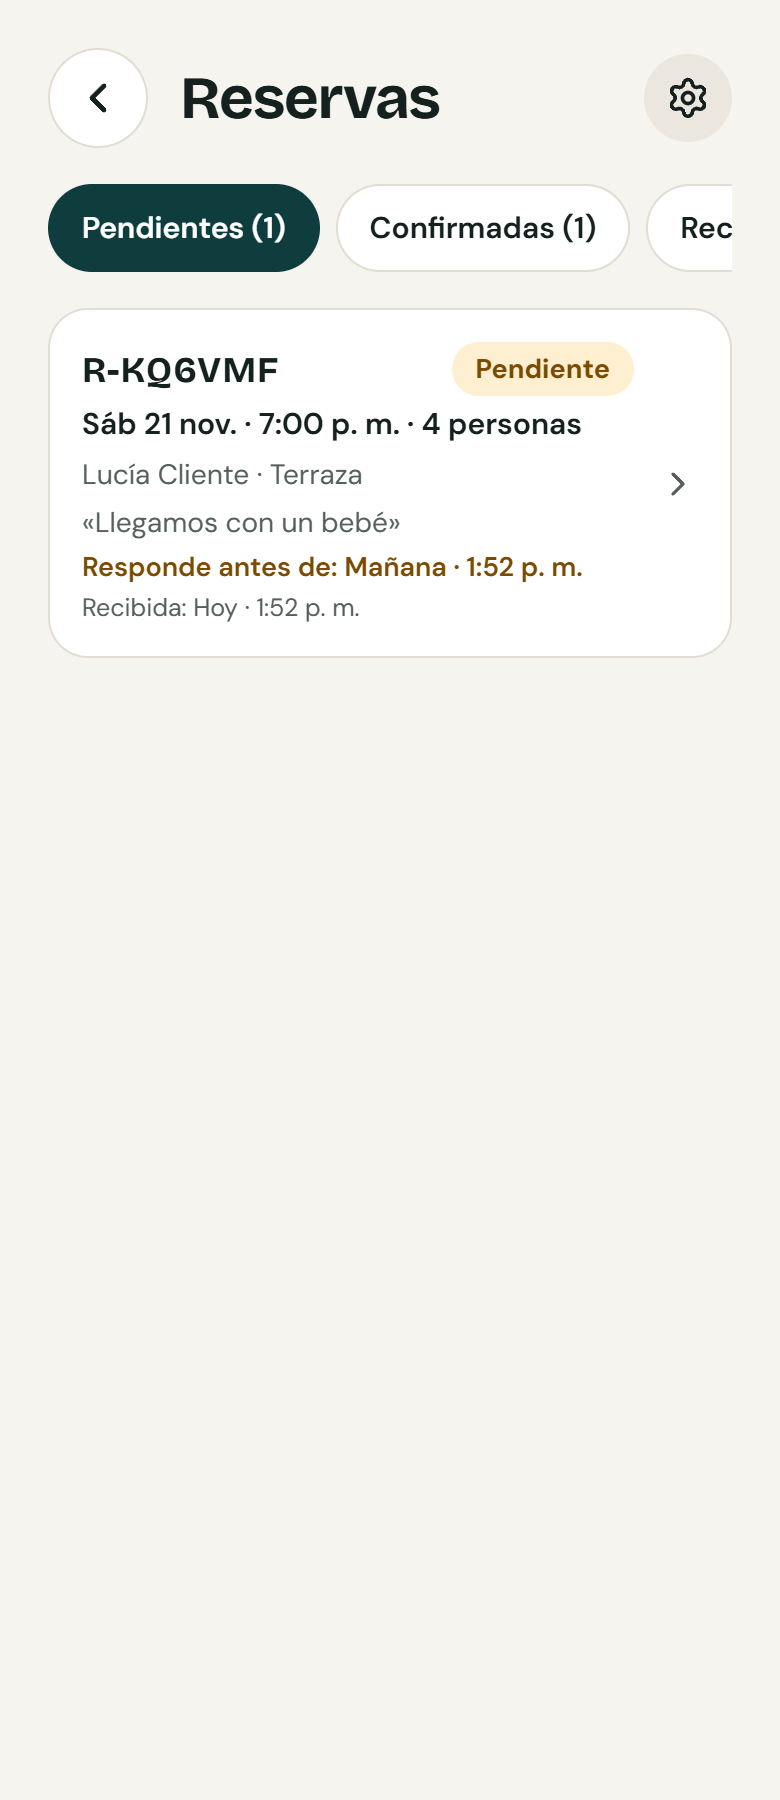 Reservas
Pendientes (1)
Confirmadas (1)
Rec
R-KQ6VMF
Pendiente
Sáb 21 nov. · 7:00 p. m. · 4 personas
Lucía Cliente · Terraza
«Llegamos con un bebé»
Responde antes de: Mañana · 1:52 p. m.
Recibida: Hoy · 1:52 p. m.